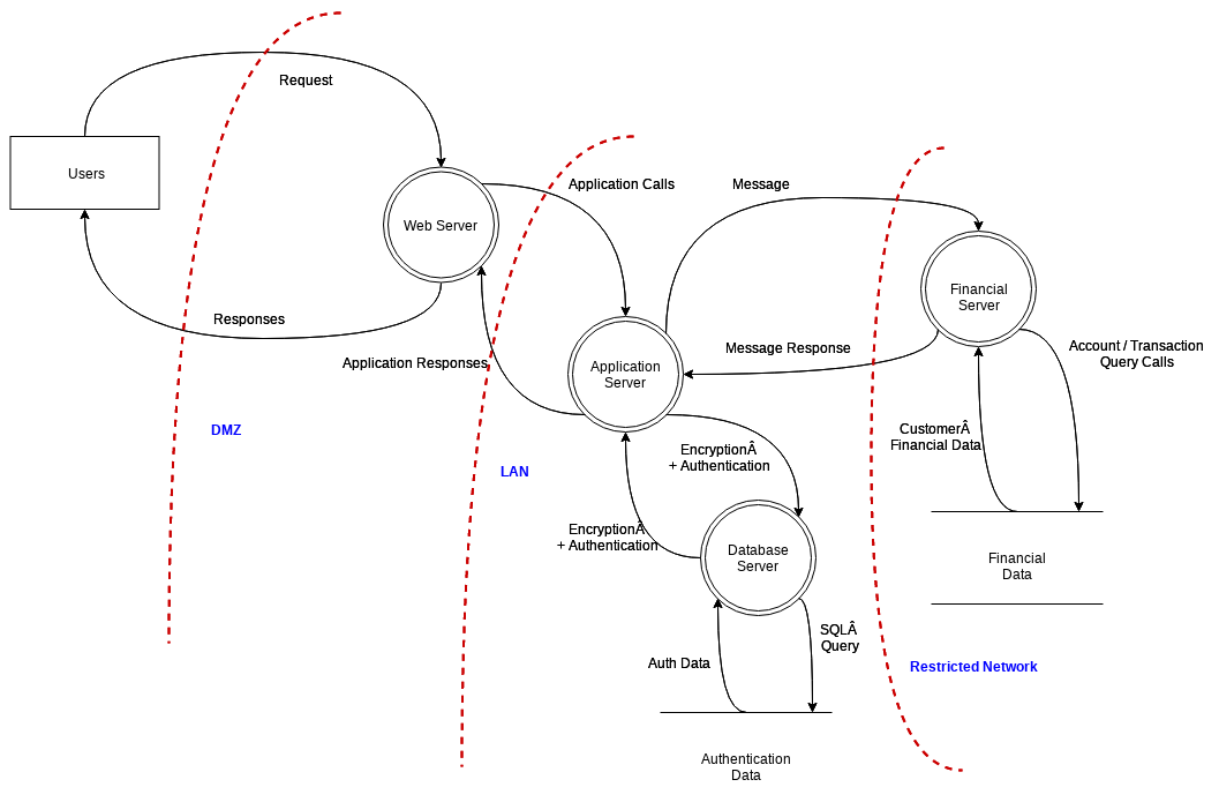 Request
Users
Application Calls
Message
Web Server
Financial
Server
Responses
Application Responses
Message Response
Account / Transaction
Query Calls
Application
Server
DMZ
CustomerÂ
Financial Data
LAN
EncryptionÂ
+ Authentication
EncryptionÂ
+ Authentication
Database
Server
Financial
Data
SQLÂ
Query
Auth Data
Restricted Network
Authentication
Data